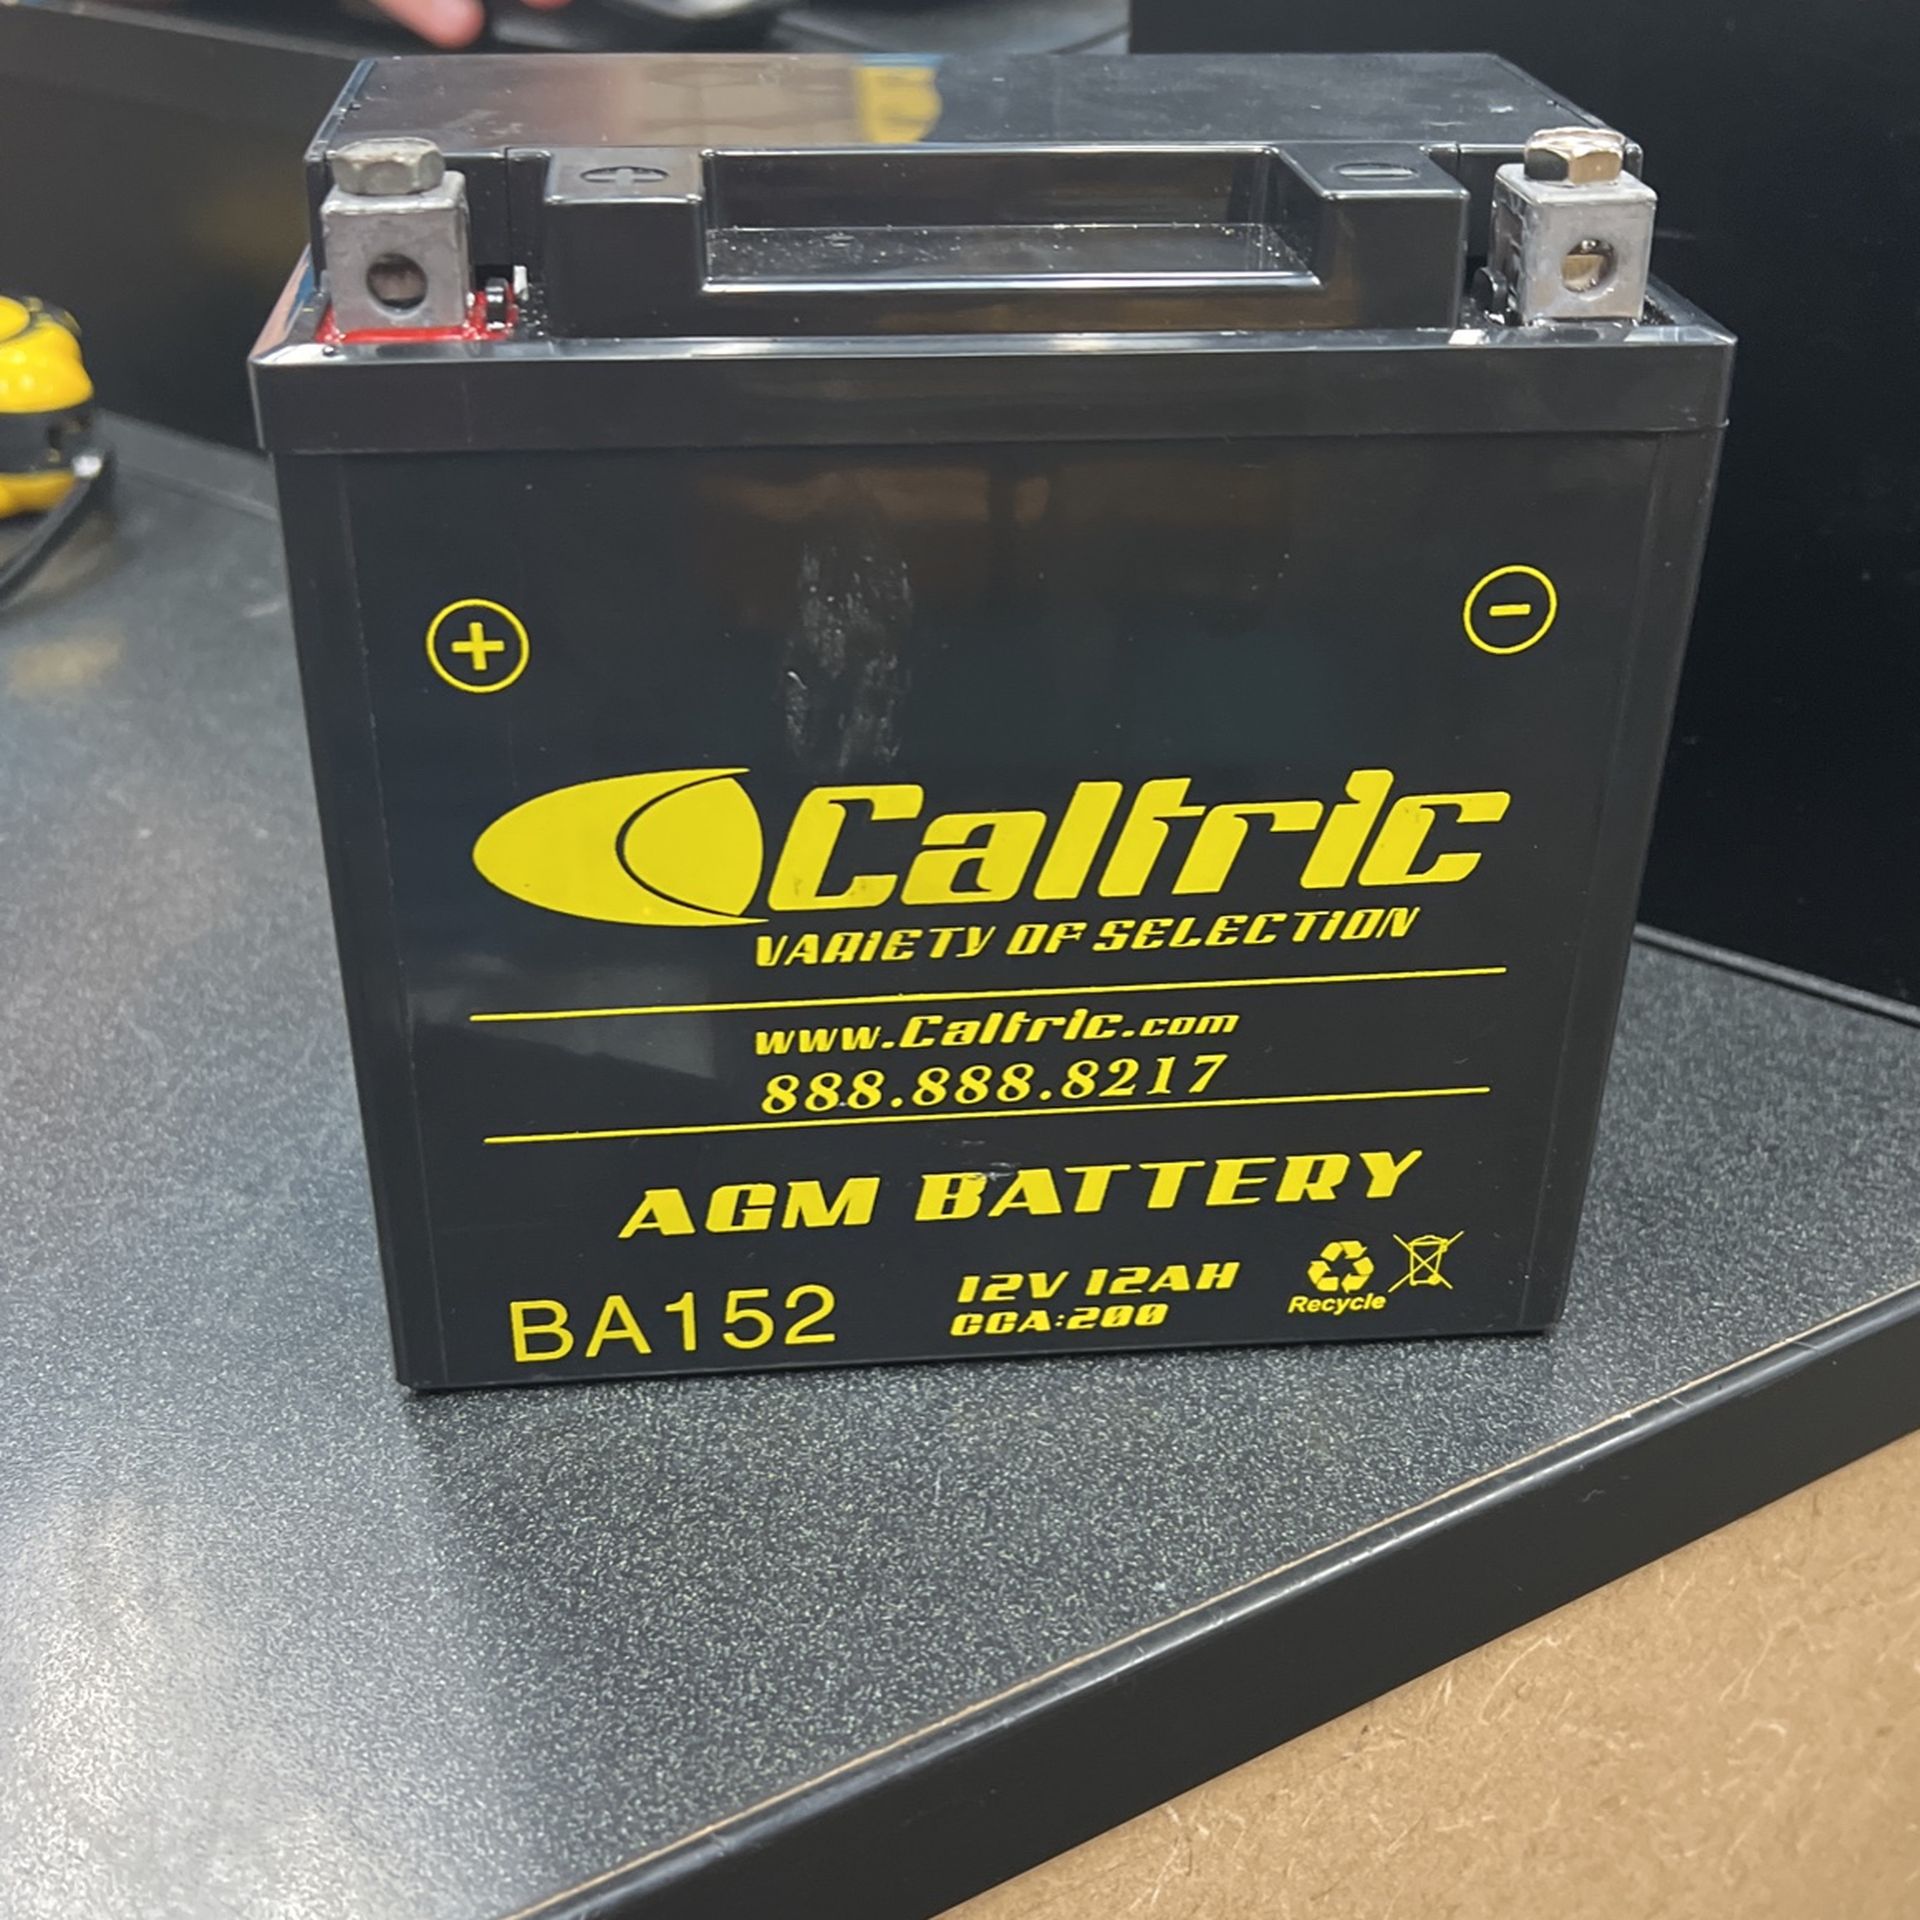 +
-
+
-
Caltric
VARIETY OF SELECTION
www.Caltric.com
888.888.8217
AGM BATTERY
BA152
12V 12AH
CCA:200
Recycle